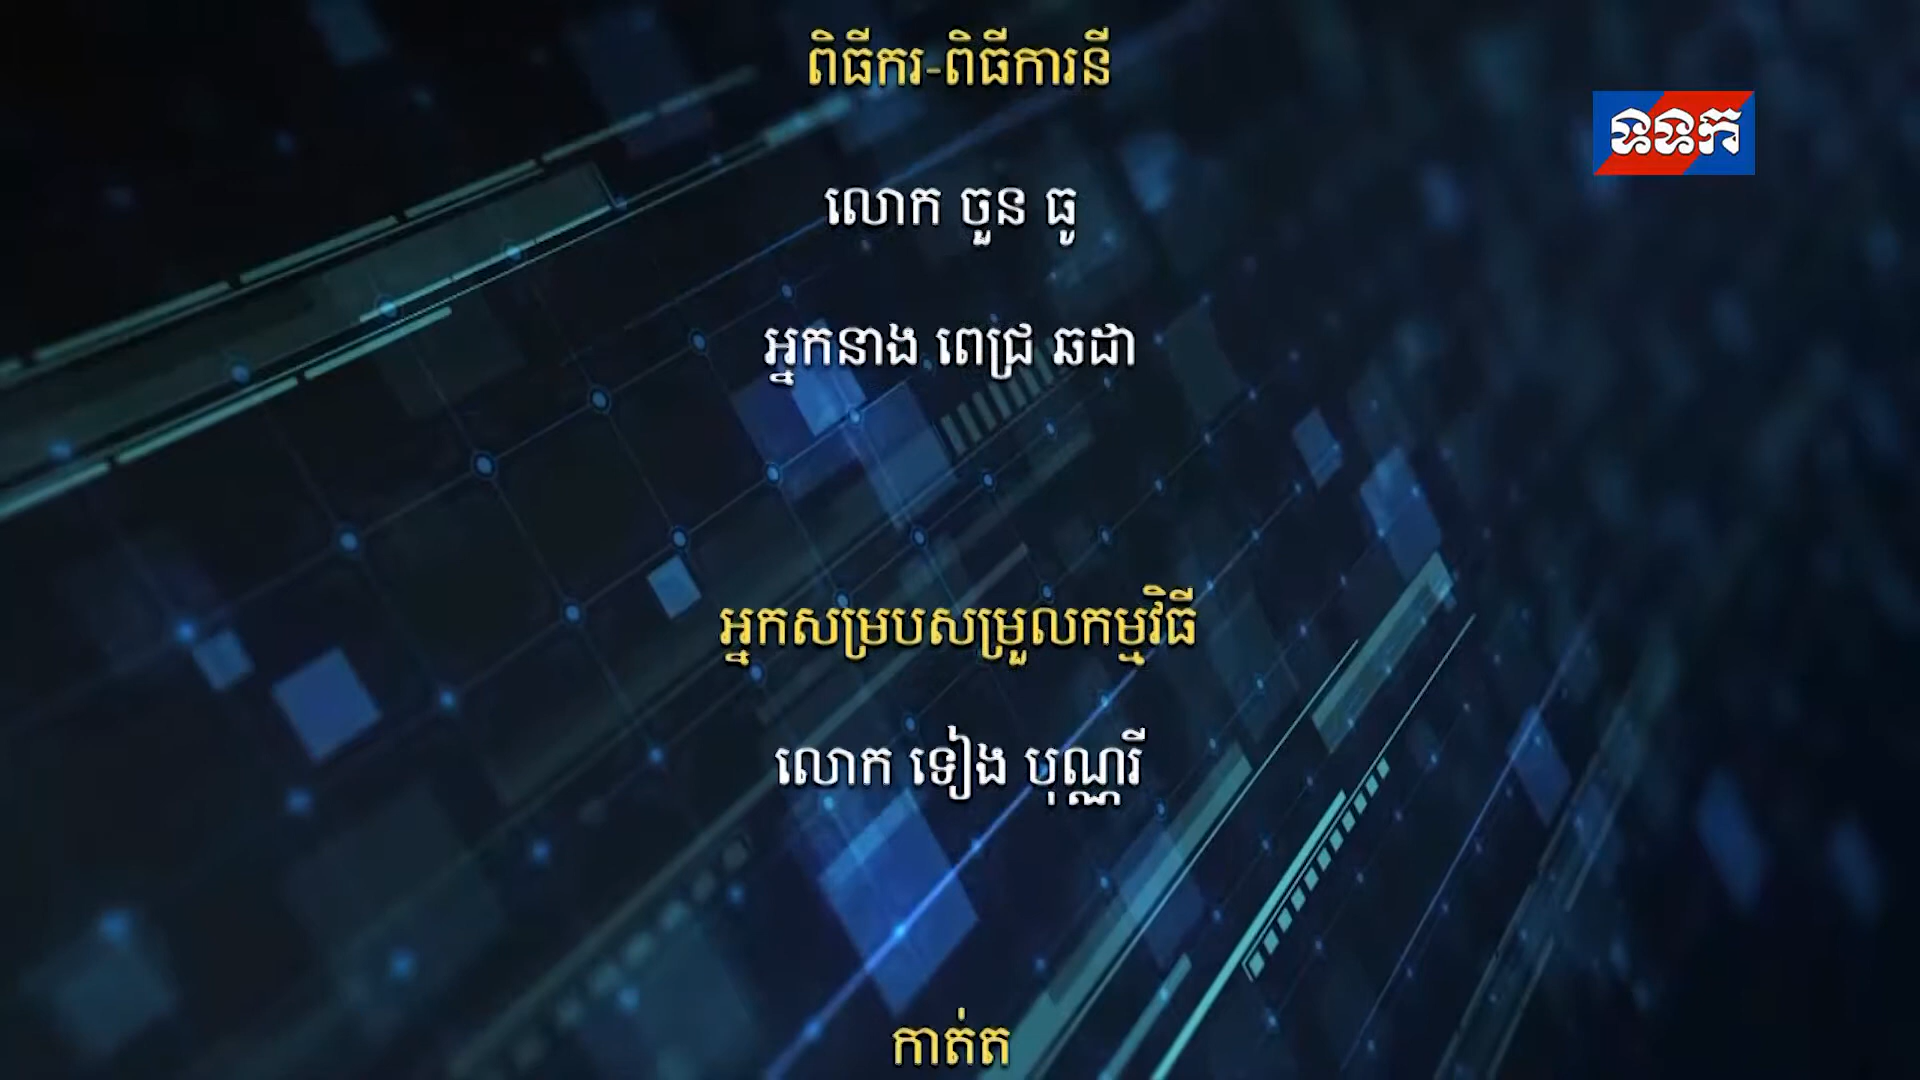 ពិធីករ-ពិធីការនី
ទទក
លោក ចួន ធូ
អ្នកនាង ពេជ្រ ឆដា
អ្នកសម្របសម្រួលកម្មវិធី
លោក ទៀង បុណ្ណរី
កាត់ត